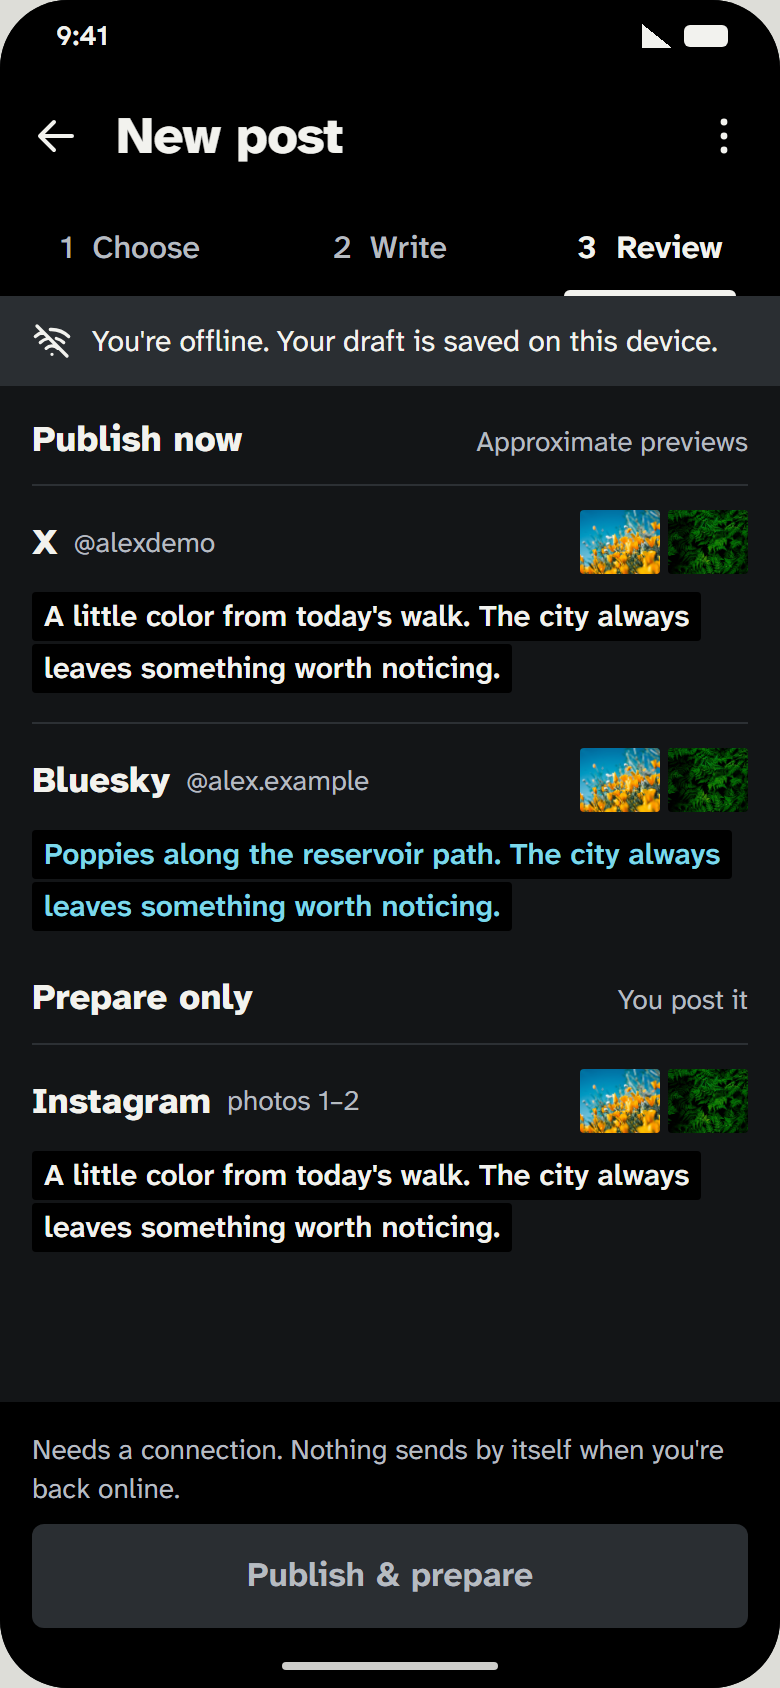 9:41
New post
1 Choose
2 Write
3 Review
You're offline. Your draft is saved on this device.
Publish now
Approximate previews
X @alexdemo
A little color from today's walk. The city always
leaves something worth noticing.
Bluesky @alex.example
Poppies along the reservoir path. The city always
leaves something worth noticing.
Prepare only
You post it
Instagram photos 1–2
A little color from today's walk. The city always
leaves something worth noticing.
Needs a connection. Nothing sends by itself when you're
back online.
Publish & prepare